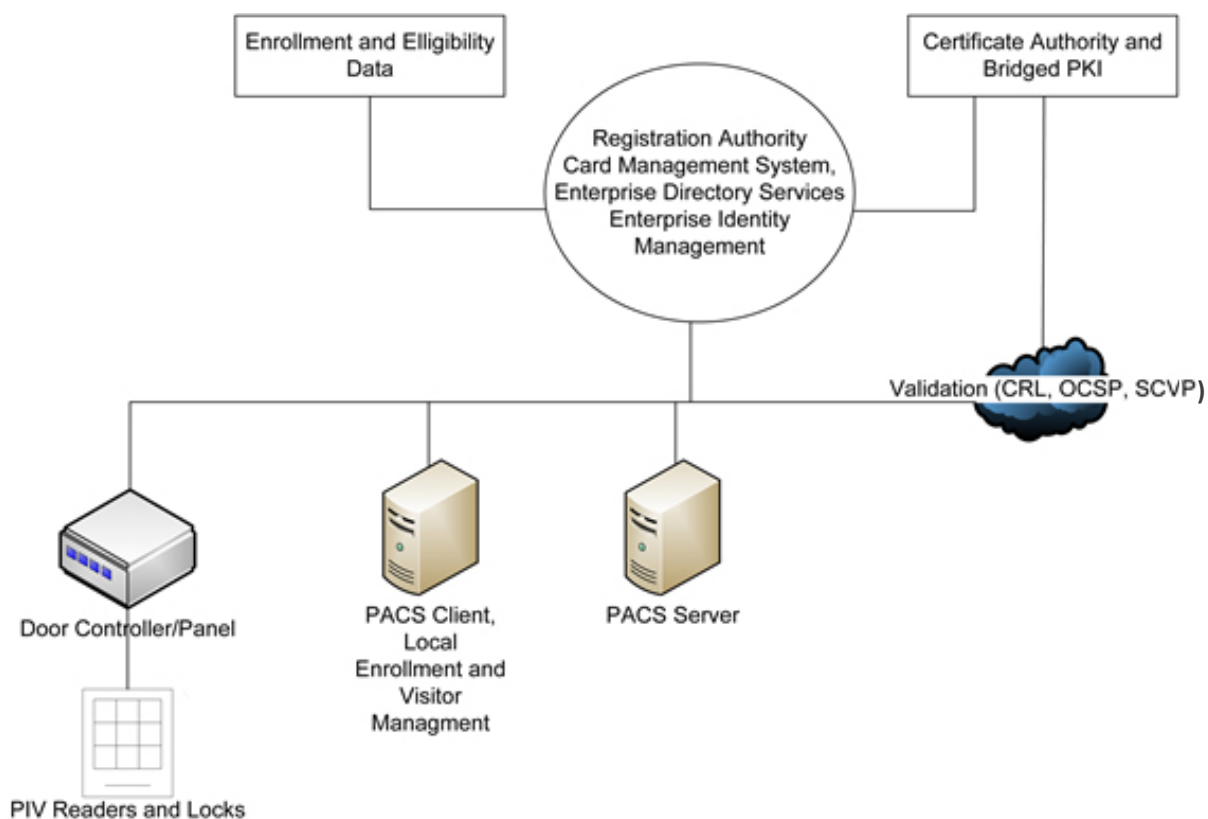 Enrollment and Elligibility
Data
Certificate Authority and
Bridged PKI
Registration Authority
Card Management System,
Enterprise Directory Services
Enterprise Identity
Management
Validation (CRL, OCSP, SCVP)
Door Controller/Panel
PACS Client,
Local
Enrollment and
Visitor
Managment
PACS Server
PIV Readers and Locks